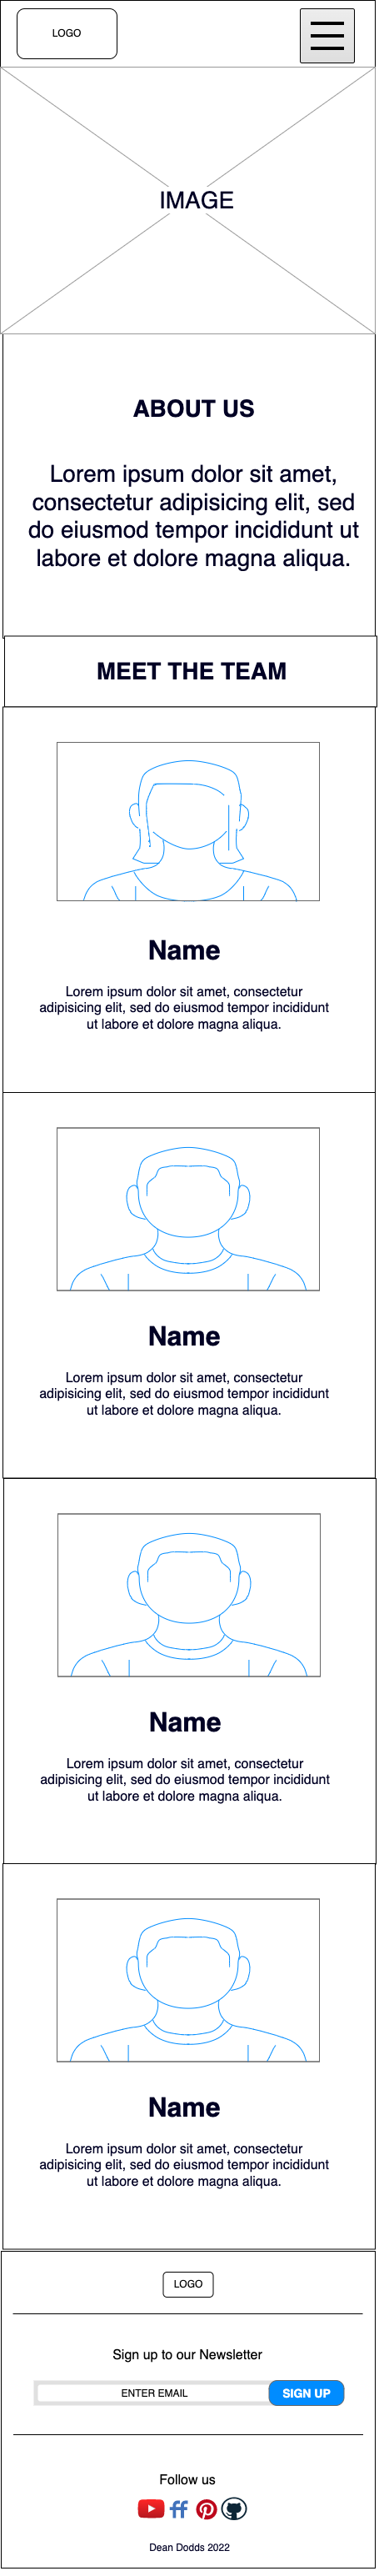 LOGO
IMAGE
ABOUT US
Lorem ipsum dolor sit amet,
consectetur adipisicing elit, sed
do eiusmod tempor incididunt ut
labore et dolore magna aliqua.
MEET THE TEAM
Name
Lorem ipsum dolor sit amet, consectetur
adipisicing elit, sed do eiusmod tempor incididunt
ut labore et dolore magna aliqua.
Name
Lorem ipsum dolor sit amet, consectetur
adipisicing elit, sed do eiusmod tempor incididunt
ut labore et dolore magna aliqua.
Name
Lorem ipsum dolor sit amet, consectetur
adipisicing elit, sed do eiusmod tempor incididunt
ut labore et dolore magna aliqua.
Name
Lorem ipsum dolor sit amet, consectetur
adipisicing elit, sed do eiusmod tempor incididunt
ut labore et dolore magna aliqua.
LOGO
Sign up to our Newsletter
ENTER EMAIL SIGN UP
Follow us
Dean Dodds 2022